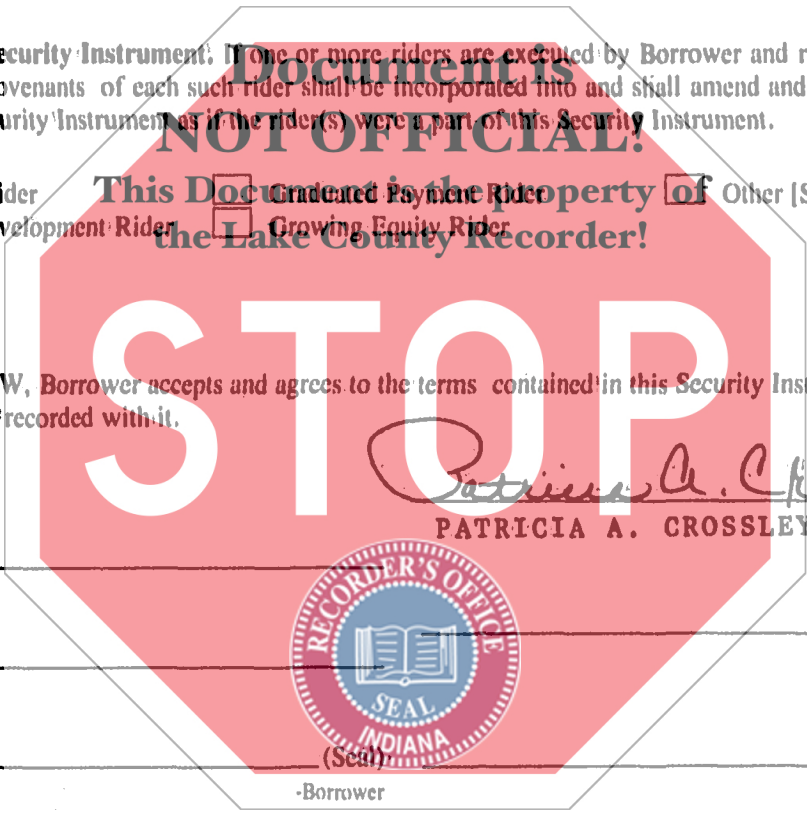 ecurity Instrument. If one or more riders are executed by Borrower and r
ovenants of each such rider shall be incorporated into and shall amend and
urity Instrument as if the rider(s) were a part of this Security Instrument.
Document is
NOT OFFICIAL!
This Document is the property of
the Lake County Recorder!
ider Graduated Payment Rider Other [S
velopment Rider Growing Equity Rider
STOP
W, Borrower accepts and agrees to the terms contained in this Security Inst
recorded with it.
Patricia A. C
PATRICIA A. CROSSLEY
RECORDER'S OFFICE
SEAL
INDIANA
(Seal)
-Borrower